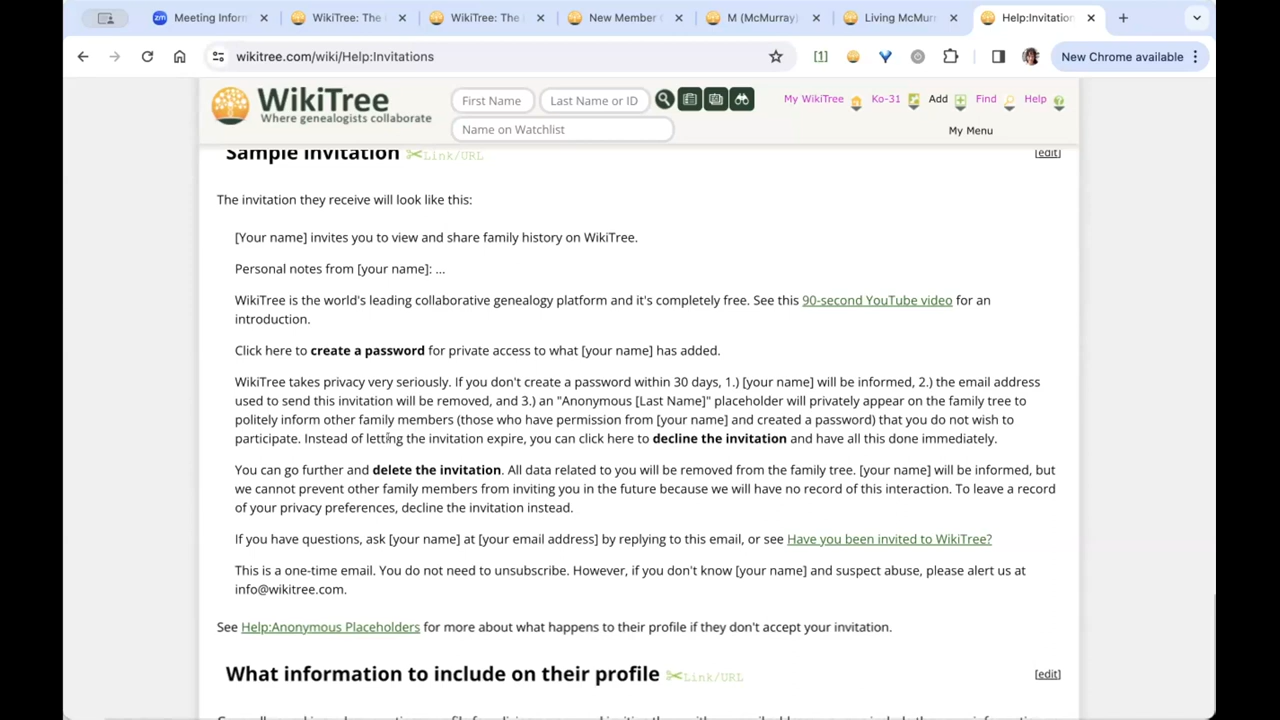 Meeting Inforr
WikiTree: The
WikiTree: The
New Member
M (McMurray)
Living McMurr
Help:Invitation
wikitree.com/wiki/Help:Invitations
[1]
New Chrome available
WikiTree
Where genealogists collaborate
First Name
Last Name or ID
Name on Watchlist
My WikiTree
Ko-31
Add
Find
Help
My Menu
Sample Invitation Link/URL
[edit]
The invitation they receive will look like this:
[Your name] invites you to view and share family history on WikiTree.
Personal notes from [your name]: ...
WikiTree is the world's leading collaborative genealogy platform and it's completely free. See this 90-second YouTube video for an
introduction.
Click here to create a password for private access to what [your name] has added.
WikiTree takes privacy very seriously. If you don't create a password within 30 days, 1.) [your name] will be informed, 2.) the email address
used to send this invitation will be removed, and 3.) an "Anonymous [Last Name]" placeholder will privately appear on the family tree to
politely inform other family members (those who have permission from [your name] and created a password) that you do not wish to
participate. Instead of letting the invitation expire, you can click here to decline the invitation and have all this done immediately.
You can go further and delete the invitation. All data related to you will be removed from the family tree. [your name] will be informed, but
we cannot prevent other family members from inviting you in the future because we will have no record of this interaction. To leave a record
of your privacy preferences, decline the invitation instead.
If you have questions, ask [your name] at [your email address] by replying to this email, or see Have you been invited to WikiTree?
This is a one-time email. You do not need to unsubscribe. However, if you don't know [your name] and suspect abuse, please alert us at
info@wikitree.com.
See Help:Anonymous Placeholders for more about what happens to their profile if they don't accept your invitation.
What information to include on their profile Link/URL
[edit]